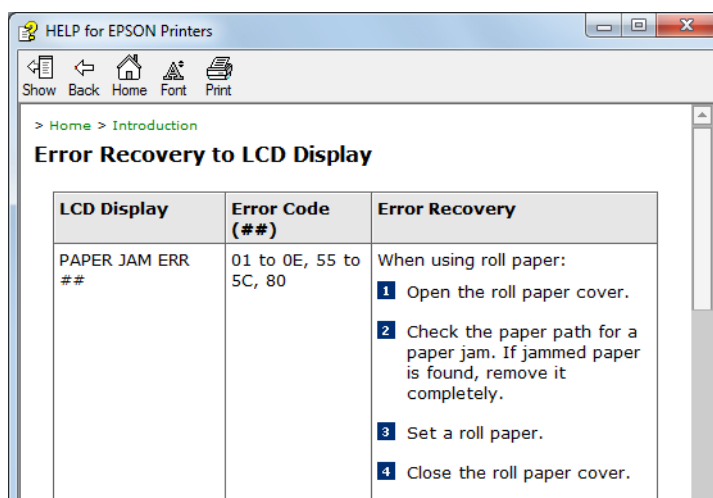 HELP for EPSON Printers
Show Back Home Font Print
> Home > Introduction
Error Recovery to LCD Display
LCD Display
Error Code
(##)
Error Recovery
PAPER JAM ERR
##
01 to 0E, 55 to
5C, 80
When using roll paper:
1 Open the roll paper cover.
2 Check the paper path for a
paper jam. If jammed paper
is found, remove it
completely.
3 Set a roll paper.
4 Close the roll paper cover.